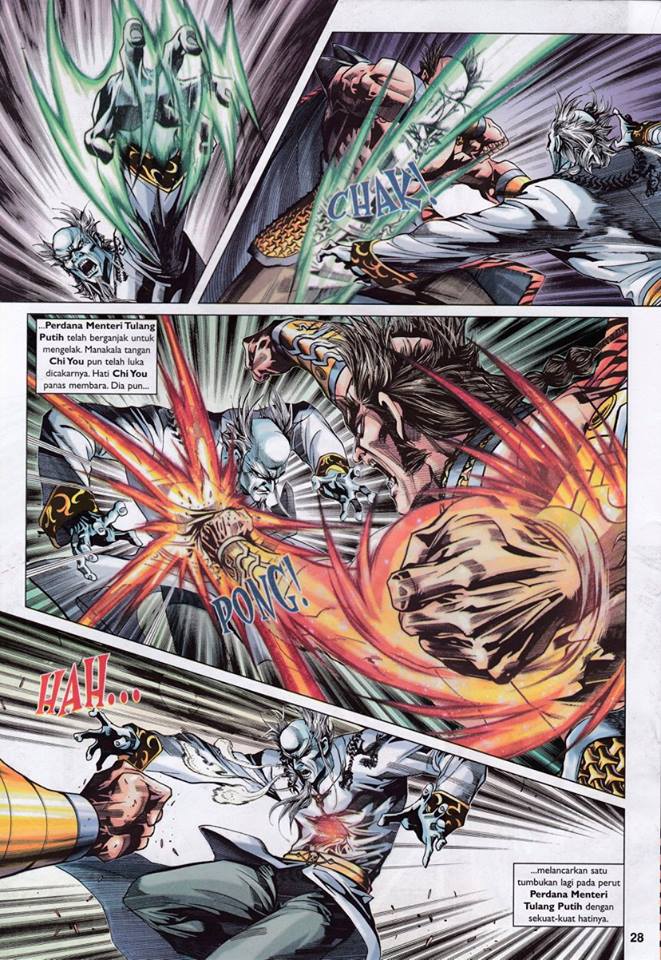 CHAK!
...Perdana Menteri Tulang
Putih telah berganjak untuk
mengelak. Manakala tangan
Chi You pun telah luka
dicakarnya. Hati Chi You
panas membara. Dia pun...
PONG!
HAH...
...melancarkan satu
tumbukan lagi pada perut
Perdana Menteri
Tulang Putih dengan
sekuat-kuat hatinya.
28